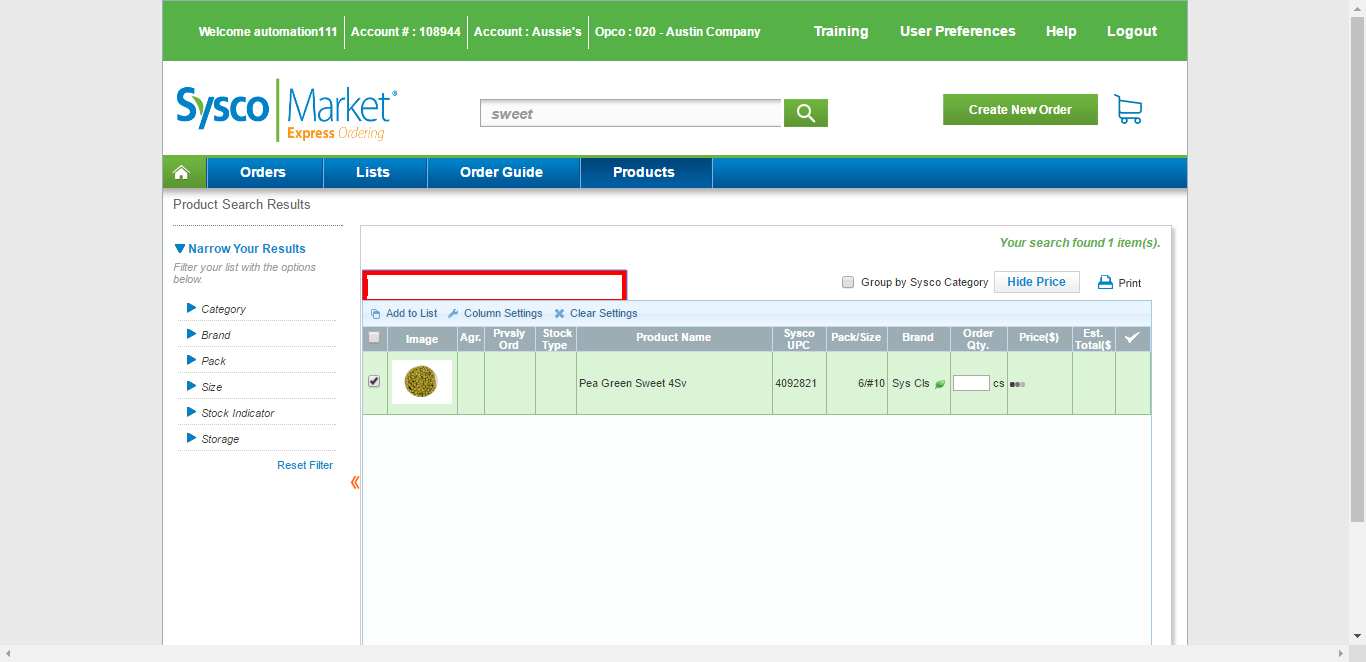 Welcome automation111 Account # : 108944 Account : Aussie's Opco : 020 - Austin Company Training User Preferences Help Logout
Sysco Market®
Express Ordering
sweet
Create New Order
Orders Lists Order Guide Products
Product Search Results
Your search found 1 item(s).
Narrow Your Results
Filter your list with the options
below.
Category
Brand
Pack
Size
Stock Indicator
Storage
Reset Filter
Group by Sysco Category Hide Price Print
Add to List Column Settings Clear Settings
Image Agr. Prvsly Ord Stock Type Product Name Sysco UPC Pack/Size Brand Order Qty. Price($) Est. Total($
Pea Green Sweet 4Sv 4092821 6/#10 Sys Cls cs